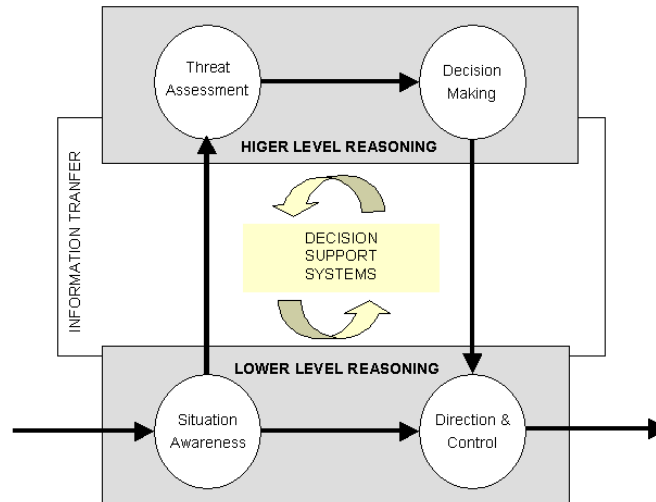 Threat
Assessment
Decision
Making
HIGER LEVEL REASONING
INFORMATION TRANFER
DECISION
SUPPORT
SYSTEMS
LOWER LEVEL REASONING
Situation
Awareness
Direction &
Control